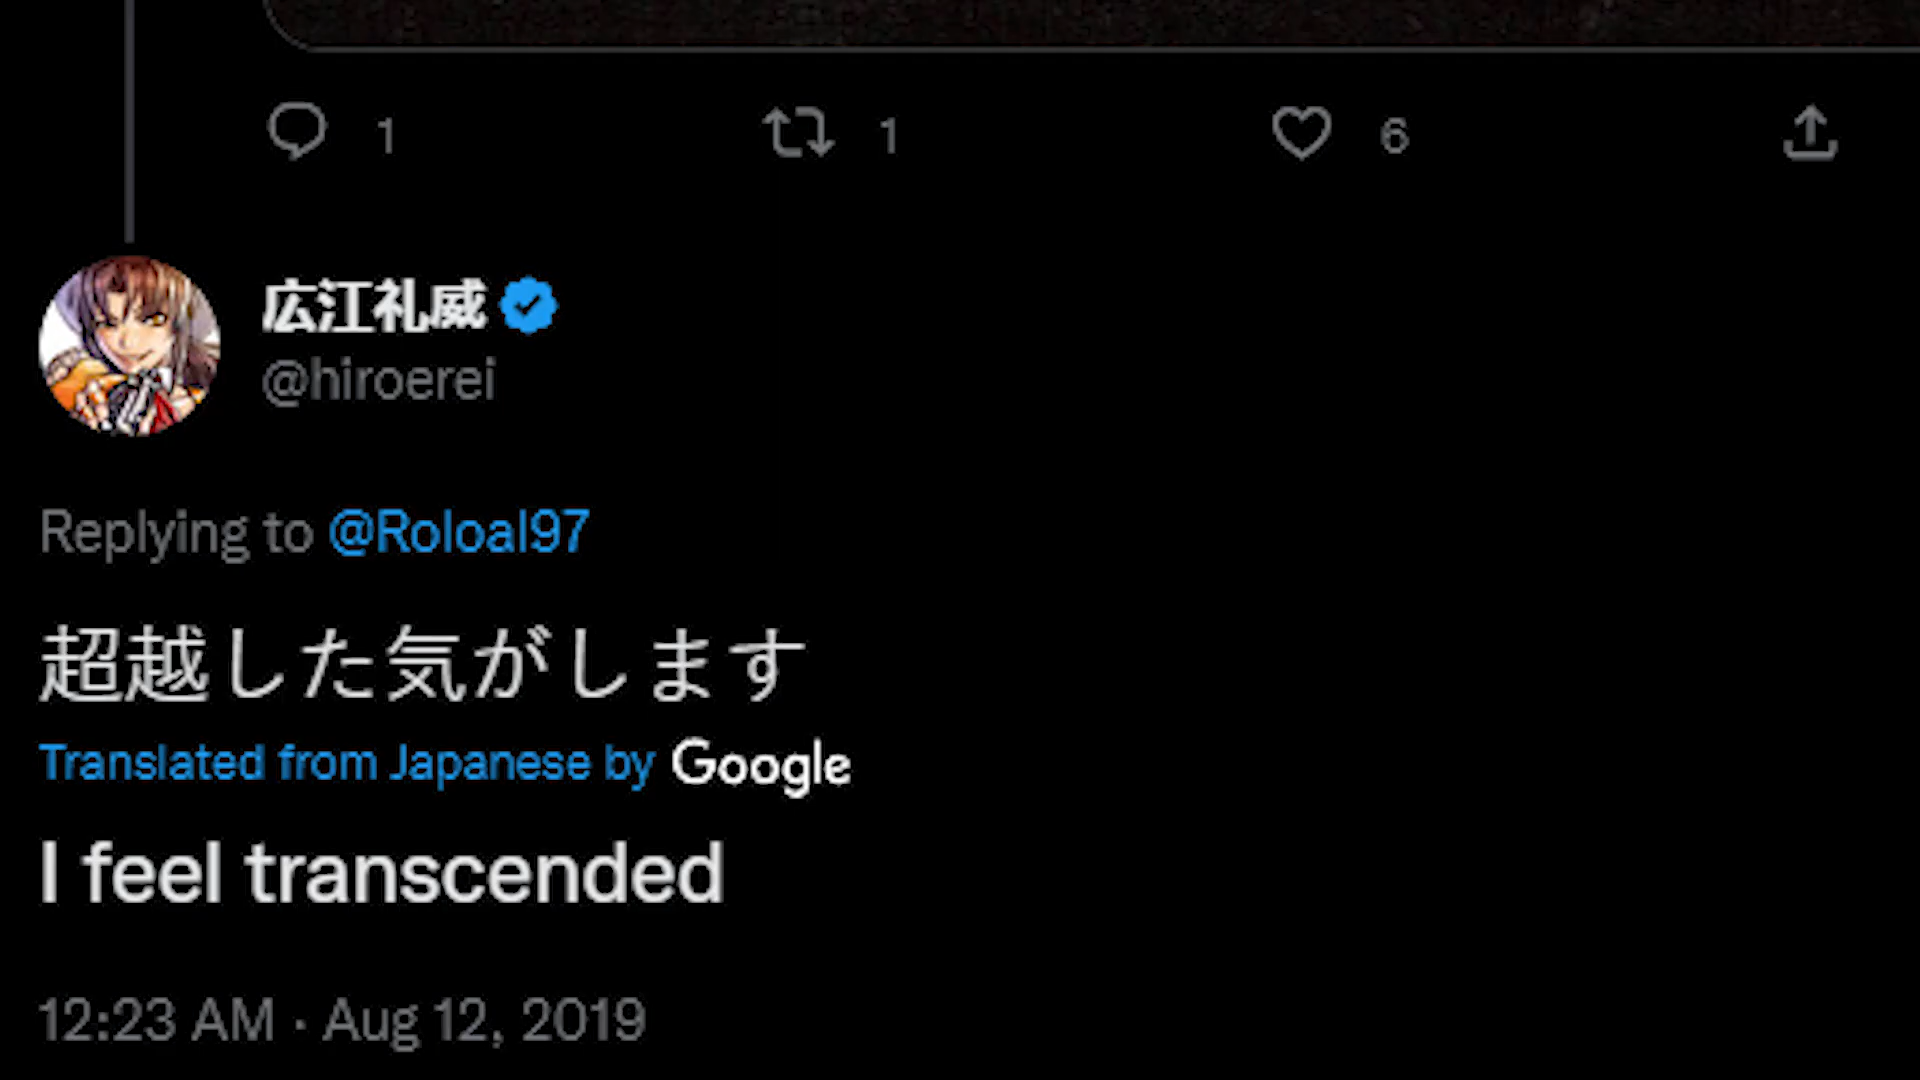 1 1 6
広江礼威
@hiroerei
Replying to @Roloal97
超越した気がします
Translated from Japanese by Google
I feel transcended
12:23 AM · Aug 12, 2019